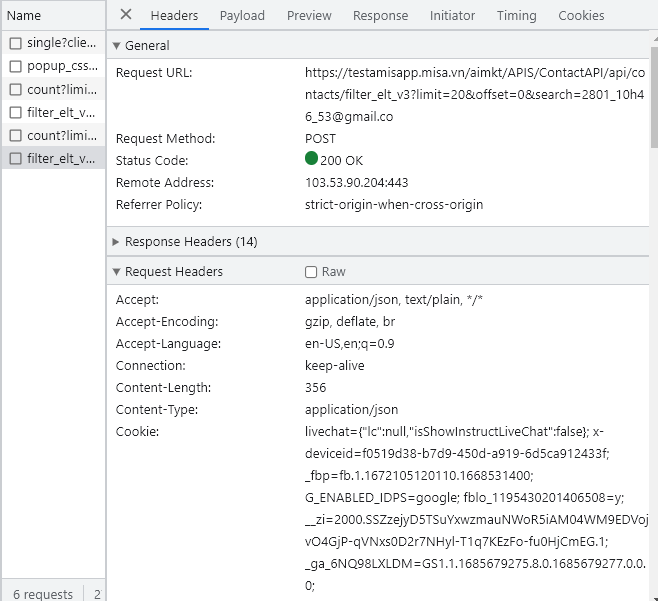 Name
single?clie...
popup_css...
count?limi...
filter_elt_v...
count?limi...
filter_elt_v...
6 requests
2
Headers Payload Preview Response Initiator Timing Cookies
General
Request URL: https://testamisapp.misa.vn/aimkt/APIS/ContactAPI/api/co
ntacts/filter_elt_v3?limit=20&offset=0&search=2801_10h4
6_53@gmail.co
Request Method: POST
Status Code: 200 OK
Remote Address: 103.53.90.204:443
Referrer Policy: strict-origin-when-cross-origin
Response Headers (14)
Request Headers Raw
Accept: application/json, text/plain, */*
Accept-Encoding: gzip, deflate, br
Accept-Language: en-US,en;q=0.9
Connection: keep-alive
Content-Length: 356
Content-Type: application/json
Cookie: livechat={"lc":null,"isShowInstructLiveChat":false}; x-
deviceid=f0519d38-b7d9-450d-a919-6d5ca912433f;
_fbp=fb.1.1672105120110.1668531400;
G_ENABLED_IDPS=google; fblo_1195430201406508=y;
__zi=2000.SSZzejyD5TSuYxwzmauNWoR5iAM04WM9EDVoj
vO4GjP-qVNxs0D2r7NHyl-T1q7KEzFo-fu0HjCmEG.1;
_ga_6NQ98LXLDM=GS1.1.1685679275.8.0.1685679277.0.0.
0;